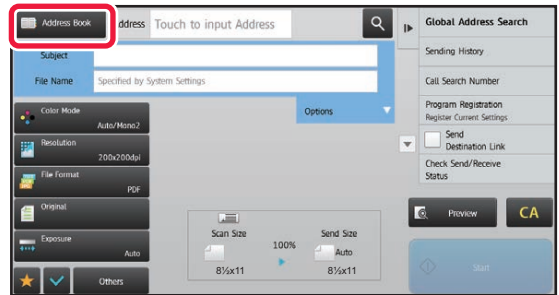 Address Book
ddress
Touch to input Address
Global Address Search
Subject
Sending History
File Name
Specified by System Settings
Call Search Number
Color Mode
Auto/Mono2
Options
Program Registration
Register Current Settings
Resolution
200x200dpi
Send
Destination Link
File Format
PDF
Check Send/Receive
Status
Original
Preview
CA
Exposure
Auto
Scan Size
100%
Send Size
Auto
8½x11
8½x11
Others
Start